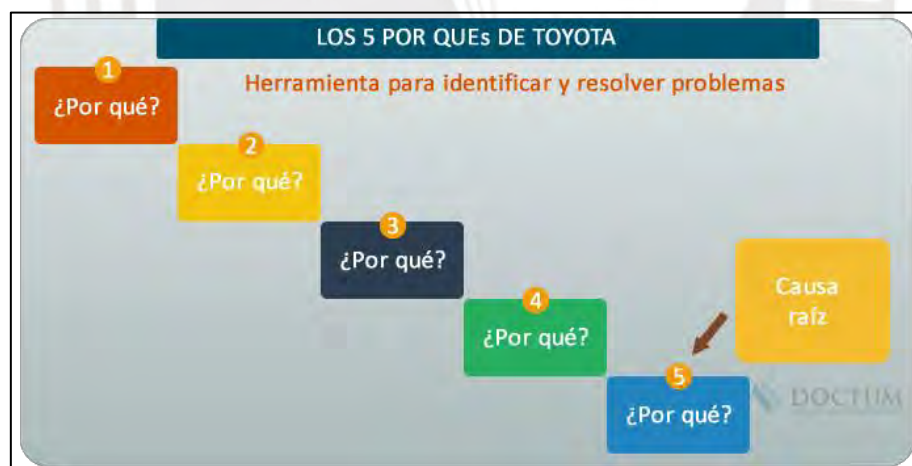 LOS 5 POR QUEs DE TOYOTA
Herramienta para identificar y resolver problemas
1
¿Por qué?
2
¿Por qué?
3
¿Por qué?
4
¿Por qué?
Causa
raíz
5
¿Por qué?
DOCTUM